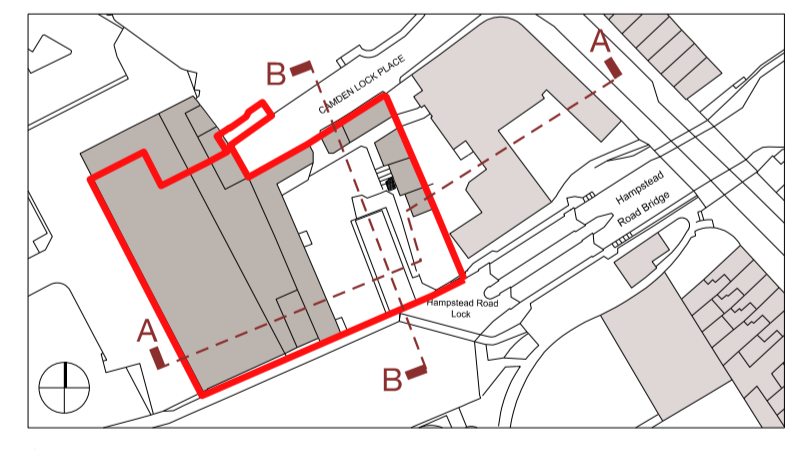 A
B
CAMDEN LOCK PLACE
Hampstead
Road Bridge
Hampstead Road
Lock
A
B